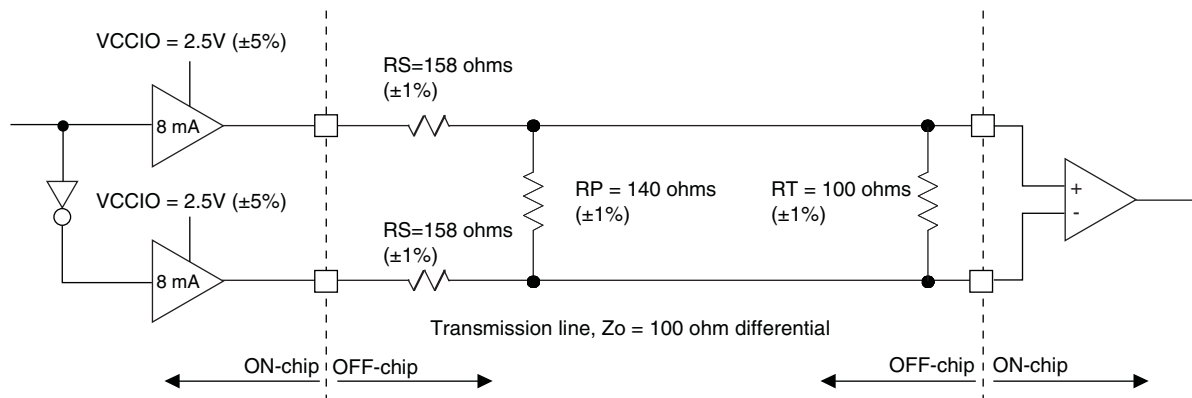 VCCIO = 2.5V (±5%)
RS=158 ohms
(±1%)
8 mA
RP = 140 ohms
(±1%)
RT = 100 ohms
(±1%)
+
-
VCCIO = 2.5V (±5%)
RS=158 ohms
(±1%)
8 mA
Transmission line, Zo = 100 ohm differential
ON-chip
OFF-chip
OFF-chip
ON-chip